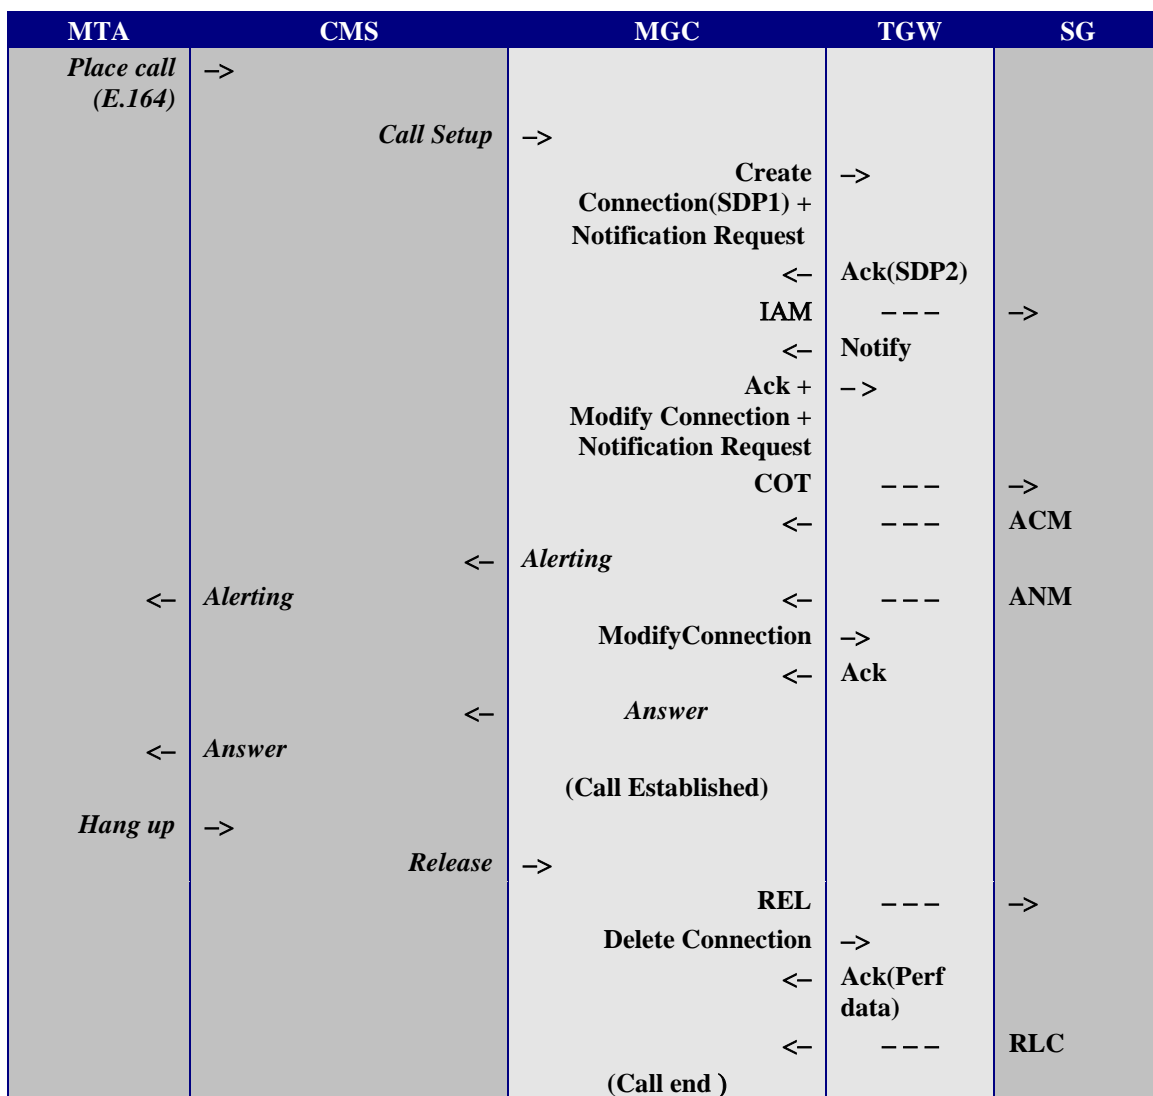 MTA CMS MGC TGW SG
Place call –>
(E.164)
Call Setup –>
Create –>
Connection(SDP1) +
Notification Request
<– Ack(SDP2)
IAM – – – –>
<– Notify
Ack + – >
Modify Connection +
Notification Request
COT – – – –>
<– – – – ACM
<– Alerting
<– Alerting <– – – – ANM
ModifyConnection –>
<– Ack
<– Answer
<– Answer
(Call Established)
Hang up –>
Release –>
REL – – – –>
Delete Connection –>
<– Ack(Perf
data)
<– – – – RLC
(Call end )